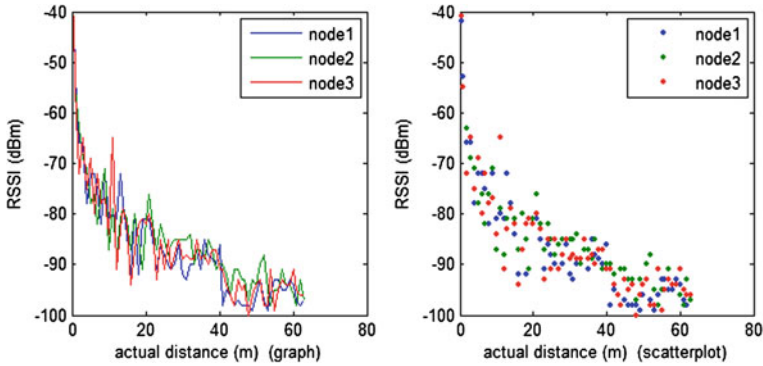 -40
-50
-60
-70
-80
-90
-100
RSSI (dBm)
0
20
40
60
80
actual distance (m) (graph)
node1
node2
node3
-40
-50
-60
-70
-80
-90
-100
RSSI (dBm)
0
20
40
60
80
actual distance (m) (scatterplot)
node1
node2
node3